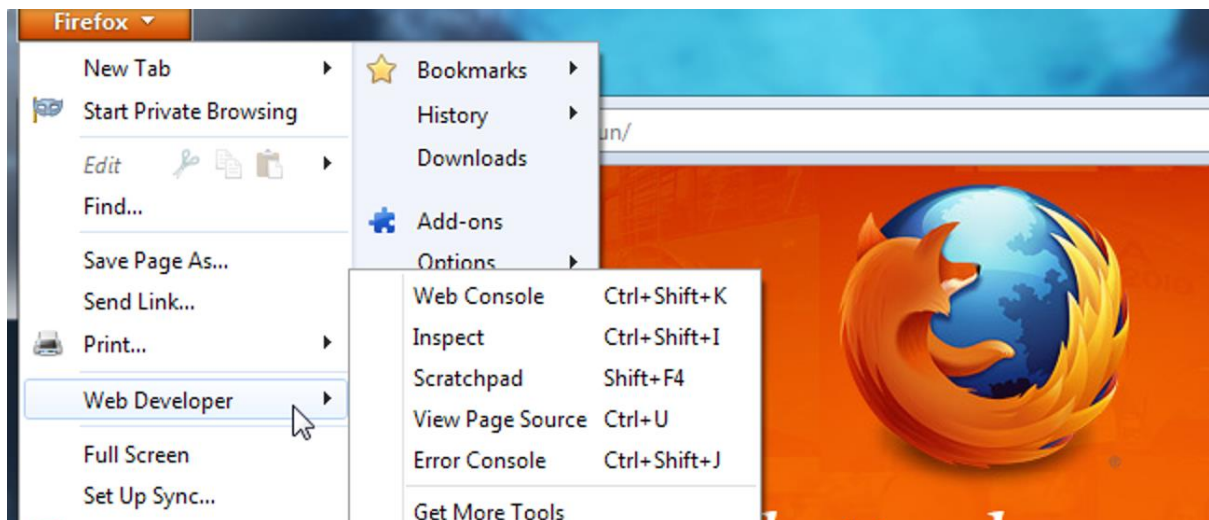 Firefox
New Tab
Start Private Browsing
Edit
Find...
Save Page As...
Send Link...
Print...
Web Developer
Full Screen
Set Up Sync...
Bookmarks
History
Downloads
Add-ons
Options
Web Console Ctrl+Shift+K
Inspect Ctrl+Shift+I
Scratchpad Shift+F4
View Page Source Ctrl+U
Error Console Ctrl+Shift+J
Get More Tools
un/
®